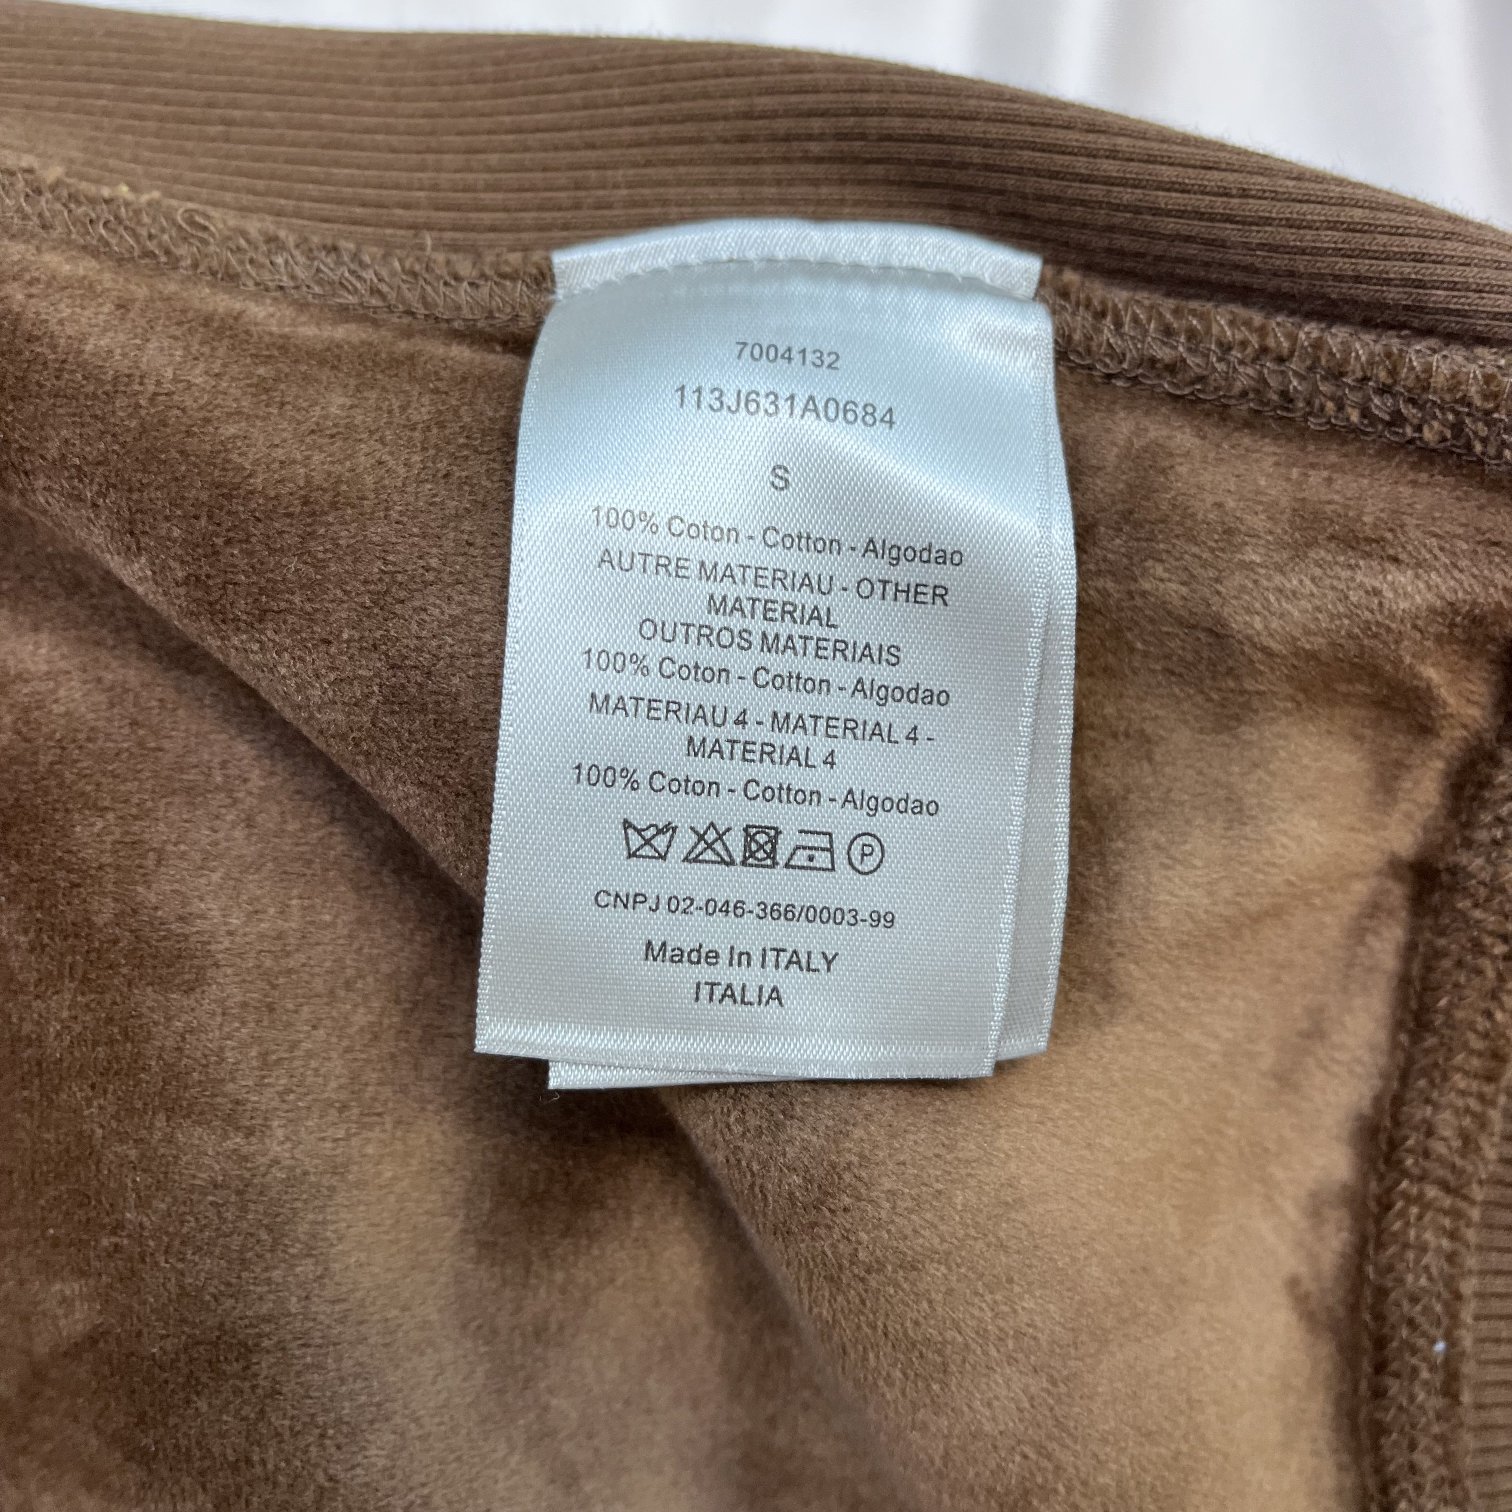 7004132
113J631A0684
S
100% Coton - Cotton - Algodao
AUTRE MATERIAU - OTHER
MATERIAL
OUTROS MATERIAIS
100% Coton - Cotton - Algodao
MATERIAU 4 - MATERIAL 4 -
MATERIAL 4
100% Coton - Cotton - Algodao
P
CNPJ 02-046-366/0003-99
Made In ITALY
ITALIA